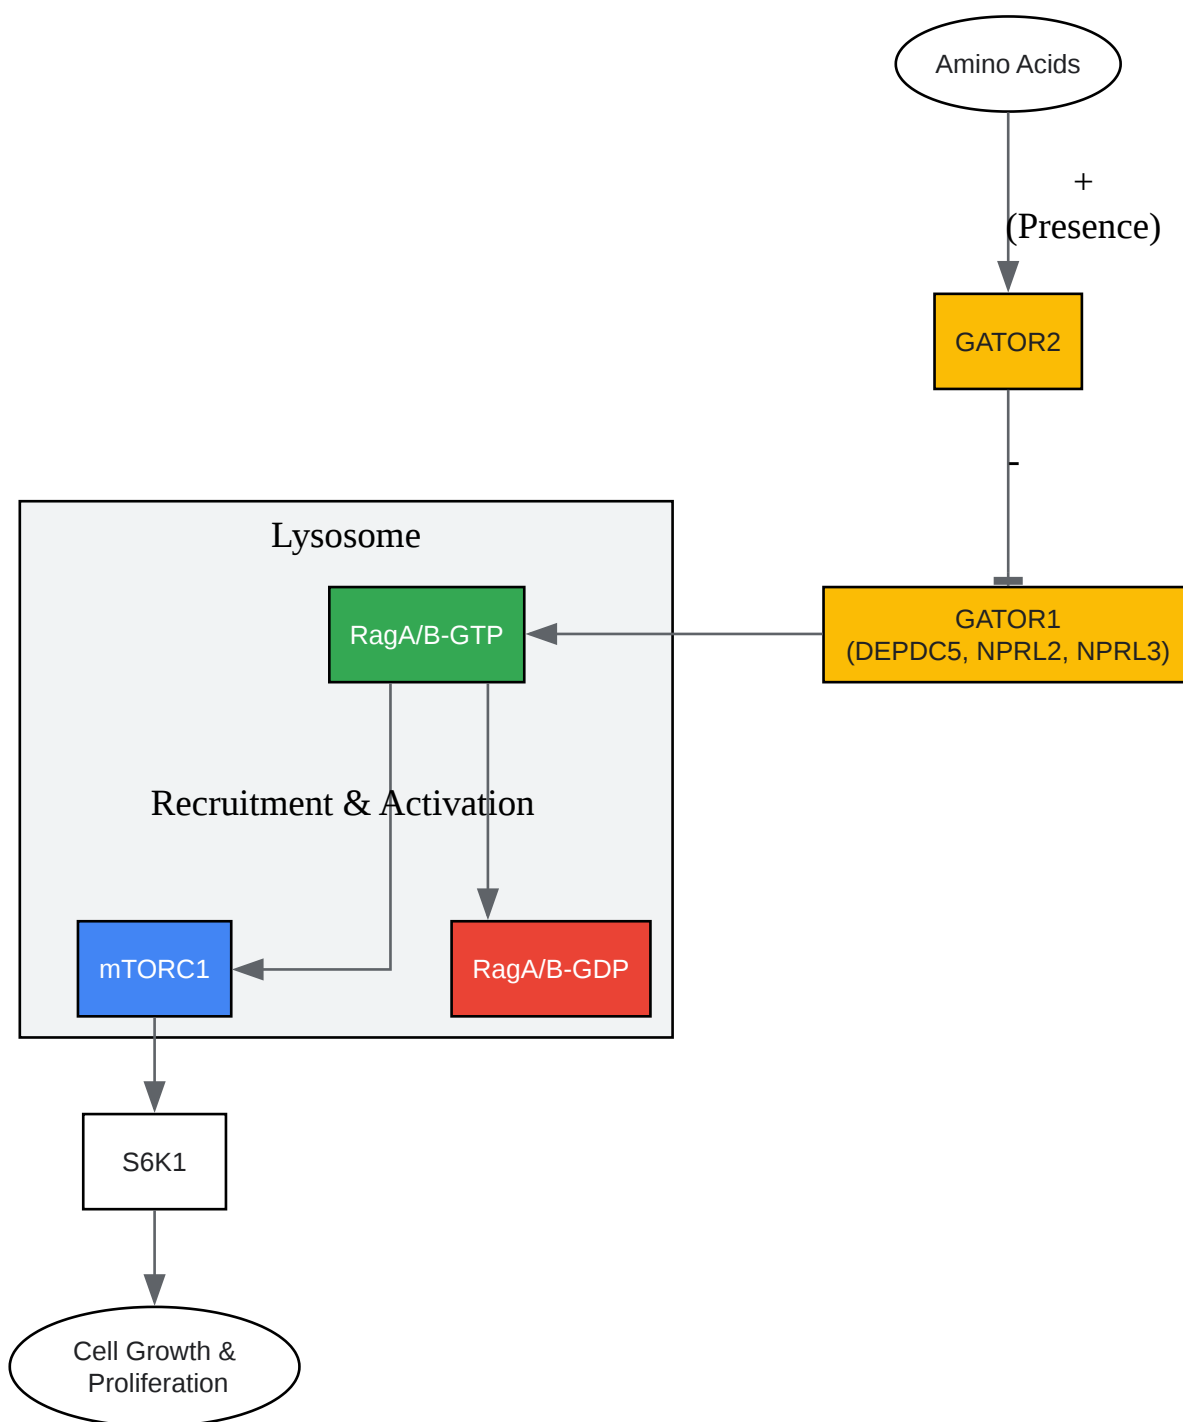 Amino Acids
+
(Presence)
GATOR2
-
Lysosome
RagA/B-GTP
GATOR1
(DEPDC5, NPRL2, NPRL3)
Recruitment & Activation
mTORC1
RagA/B-GDP
S6K1
Cell Growth &
Proliferation